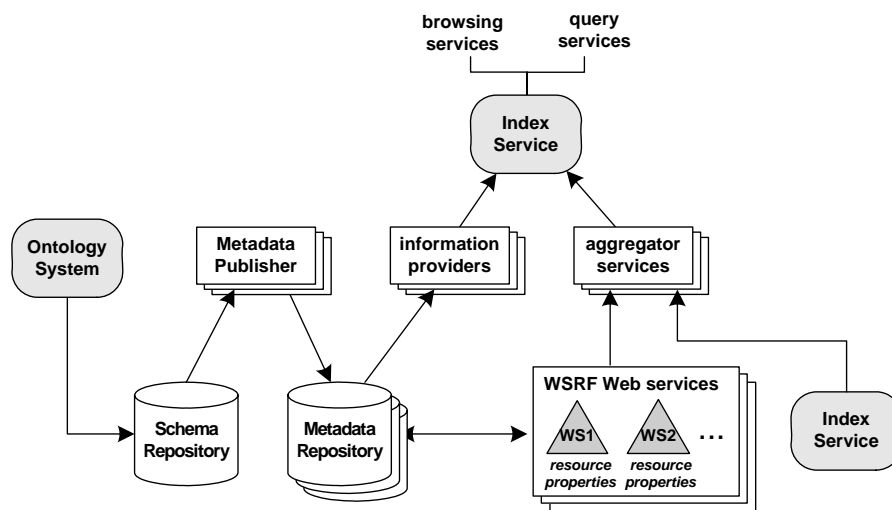 browsing
services
query
services
Index
Service
Ontology
System
Metadata
Publisher
information
providers
aggregator
services
Schema
Repository
Metadata
Repository
WSRF Web services
WS1
WS2
...
resource
properties
resource
properties
Index
Service